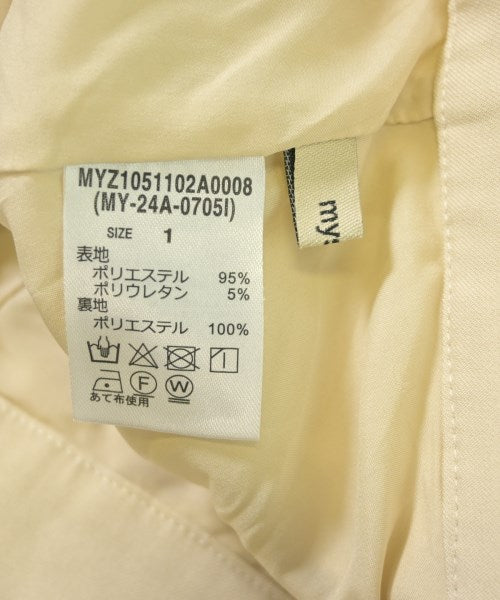 MYZ1051102A0008
(MY-24A-0705I)
SIZE 1
表地
ポリエステル 95%
ポリウレタン 5%
裏地
ポリエステル 100%
F W
あて布使用
mys